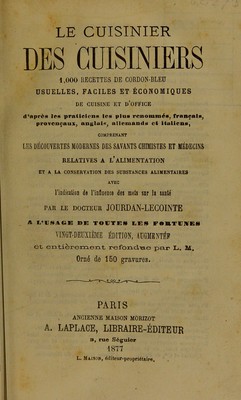 LE CUISINIER
DES CUISINIERS
1,000 RECETTES DE CORDON-BLEU
USUELLES, FACILES ET ÉCONOMIQUES
DE CUISINE ET D'OFFICE
d'après les praticiens les plus renommés, français,
provençaux, anglais, allemands et italiens,
COMPRENANT
LES DÉCOUVERTES MODERNES DES SAVANTS CHIMISTES ET MÉDECINS
RELATIVES A L'ALIMENTATION
ET A LA CONSERVATION DES SUBSTANCES ALIMENTAIRES
AVEC
l'indication de l'influence des mets sur la santé
PAR LE DOCTEUR JOURDAN-LECOINTE
A L'USAGE DE TOUTES LES FORTUNES
VINGT-DEUXIÈME ÉDITION, AUGMENTÉE
et entièrement refondue par L. M.
Orné de 150 gravures.
PARIS
ANCIENNE MAISON MORIZOT
A. LAPLACE, LIBRAIRE-ÉDITEUR
3, rue Séguier
1877
L. MAISON, éditeur-propriétaire,